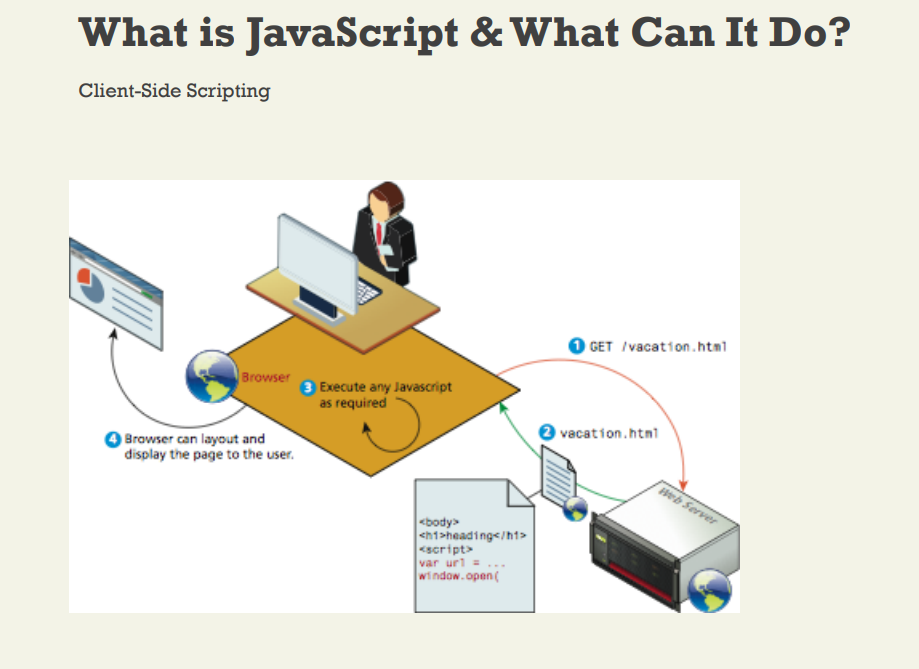 What is JavaScript & What Can It Do?
Client-Side Scripting
1 GET /vacation.html
Browser
3 Execute any Javascript
as required
2 vacation.html
4 Browser can layout and
display the page to the user.
Web Server
<body>
<h1>heading</h1>
<script>
var url = ...
window.open(